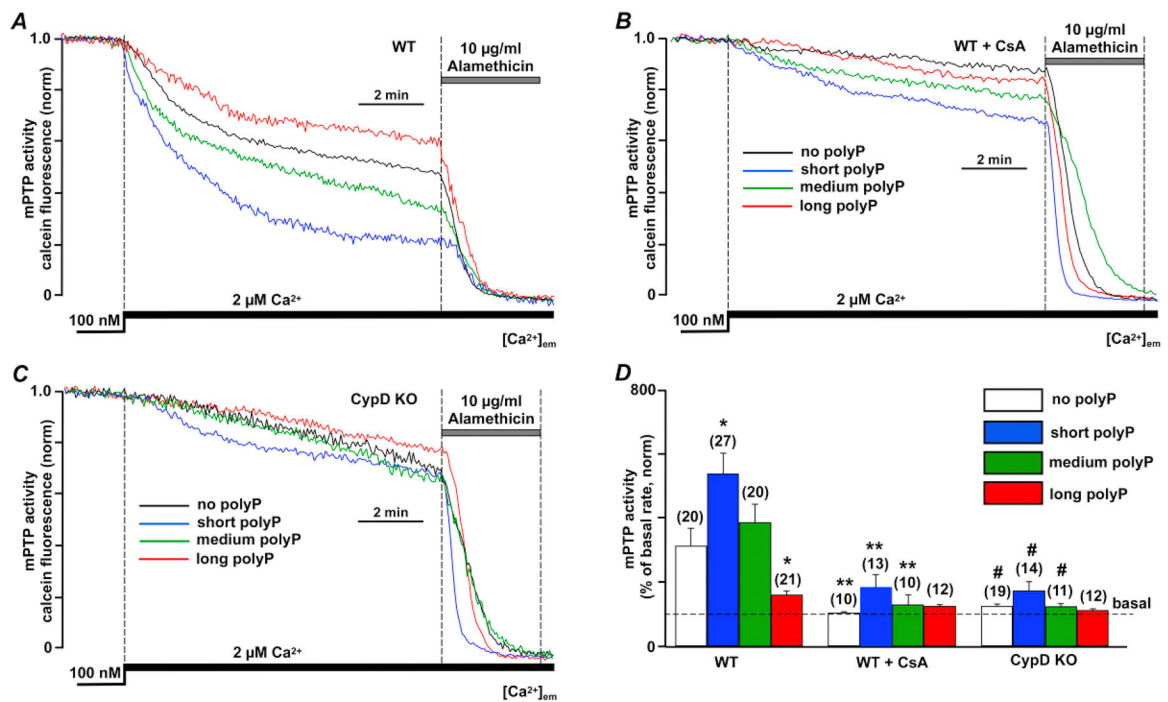 A
WT
10 µg/ml
Alamethicin
2 min
mPTP activity
calcein fluorescence (norm)
1.0
0
2 µM Ca²⁺
100 nM
[Ca²⁺]em
B
WT + CsA
10 µg/ml
Alamethicin
2 min
no polyP
short polyP
medium polyP
long polyP
mPTP activity
calcein fluorescence (norm)
1.0
0
2 µM Ca²⁺
100 nM
[Ca²⁺]em
C
CypD KO
10 µg/ml
Alamethicin
2 min
no polyP
short polyP
medium polyP
long polyP
mPTP activity
calcein fluorescence (norm)
1.0
0
2 µM Ca²⁺
100 nM
[Ca²⁺]em
D
mPTP activity
(% of basal rate, norm)
800
0
no polyP
short polyP
medium polyP
long polyP
(20)
*
(27)
(20)
*
(21)
**
(10)
**
(13)
**
(10)
(12)
#
(19)
#
(14)
#
(11)
(12)
basal
WT
WT + CsA
CypD KO